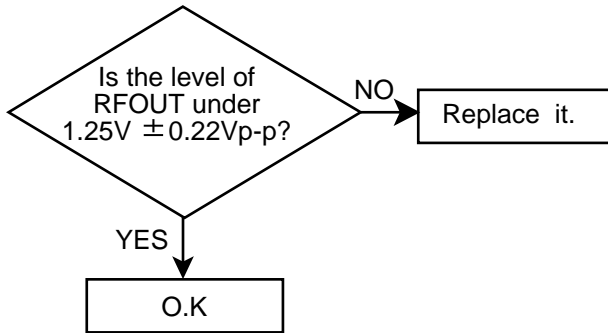 Is the level of
RFOUT under
1.25V ±0.22Vp-p?
NO
Replace it.
YES
O.K